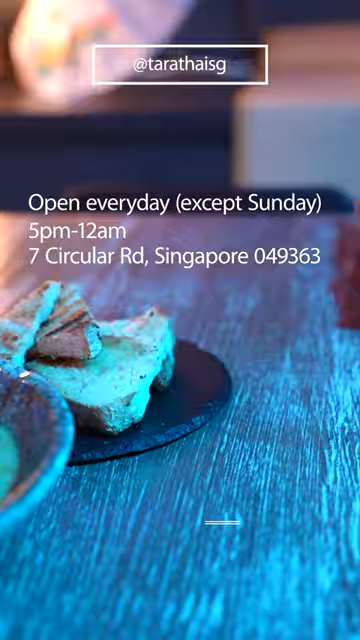 @tarathaisg
Open everyday (except Sunday)
5pm-12am
7 Circular Rd, Singapore 049363